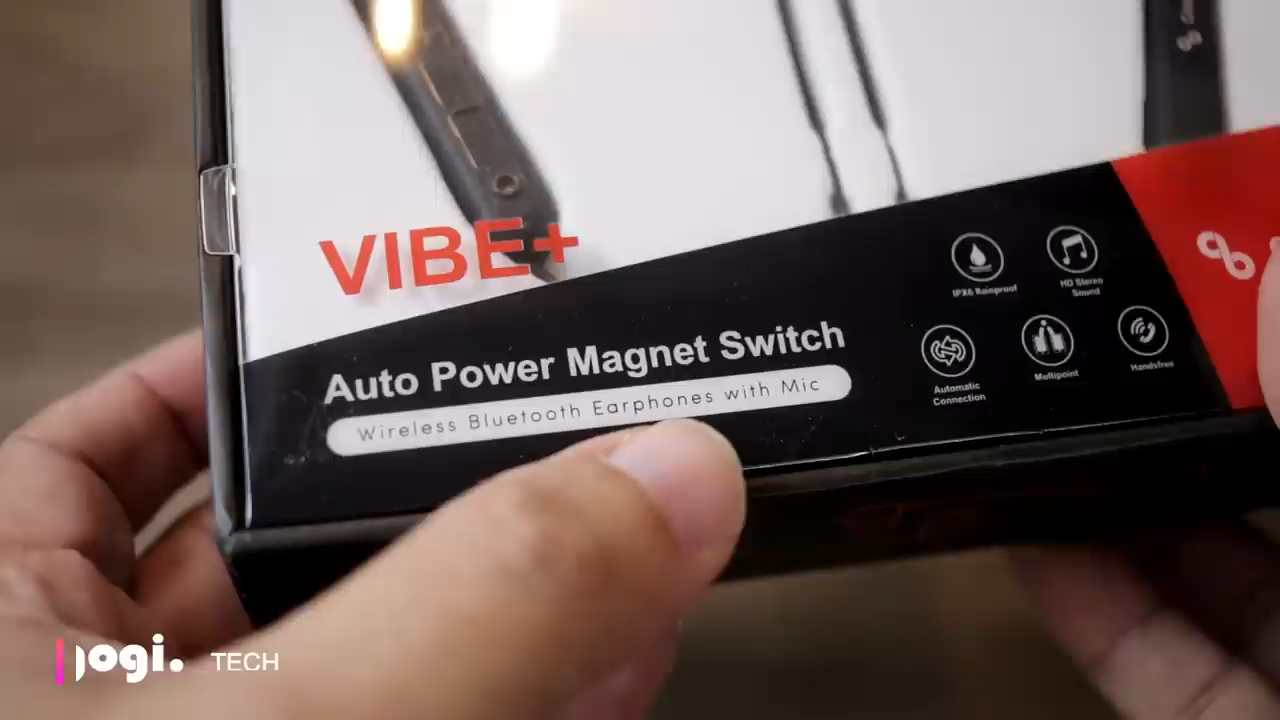 VIBE+
Auto Power Magnet Switch
Wireless Bluetooth Earphones with Mic
IPX6 Rainproof
HD Stereo
Sound
Automatic
Connection
Multipoint
Handsfree
jogi. TECH